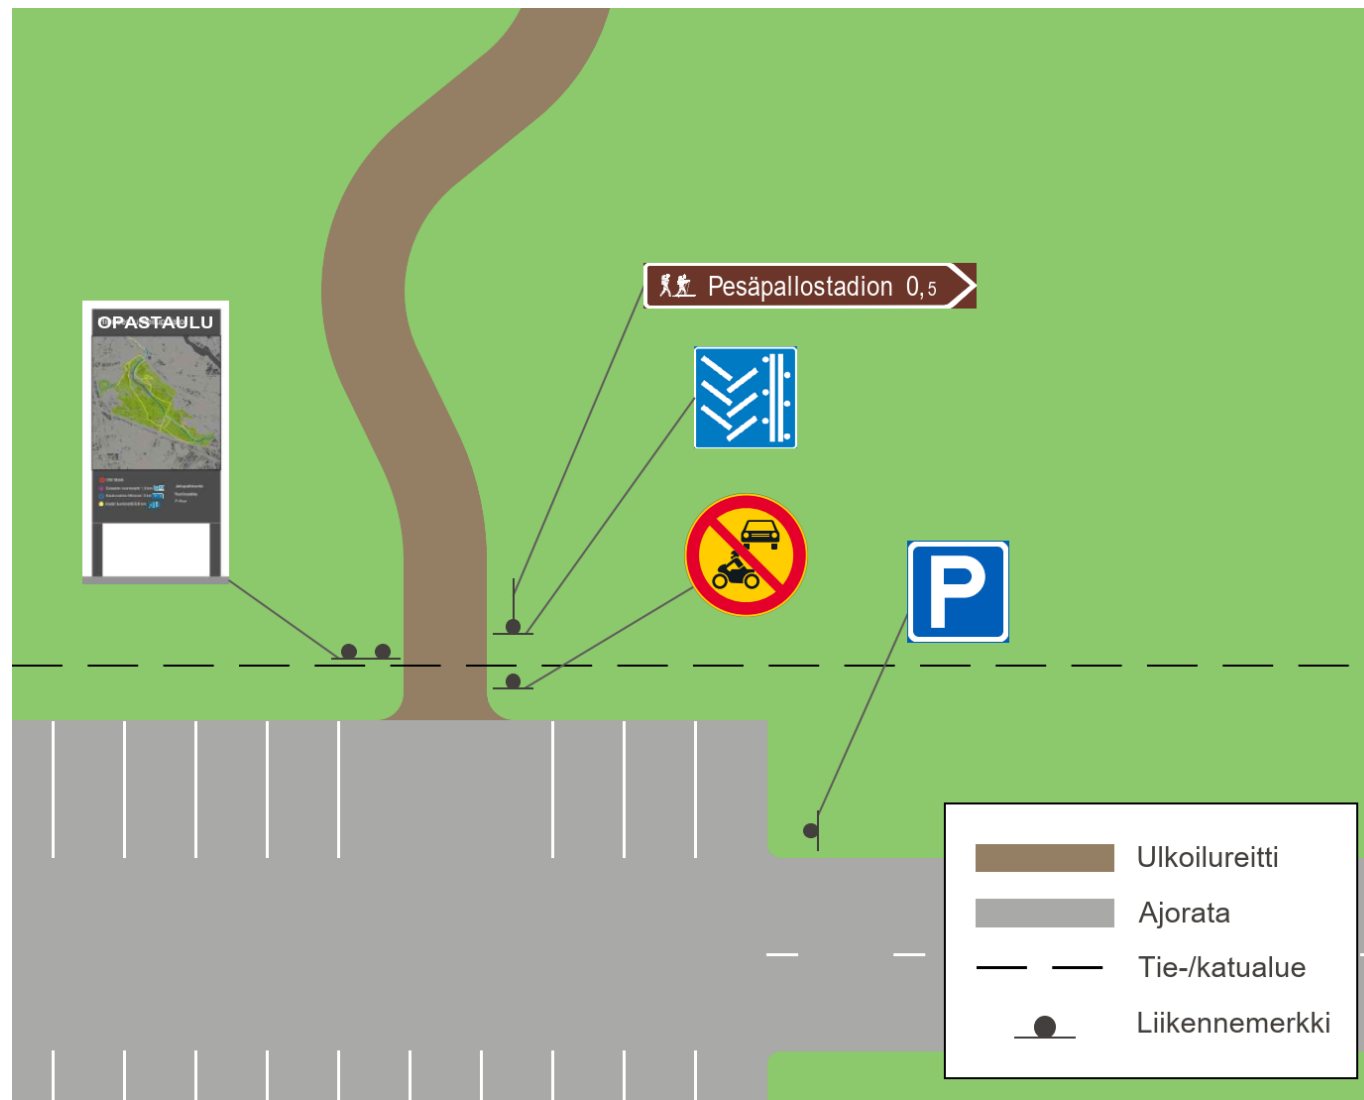 OPASTAULU
Pesäpallostadion 0,5
P
Ulkoilureitti
Ajorata
Tie-/katualue
Liikennemerkki